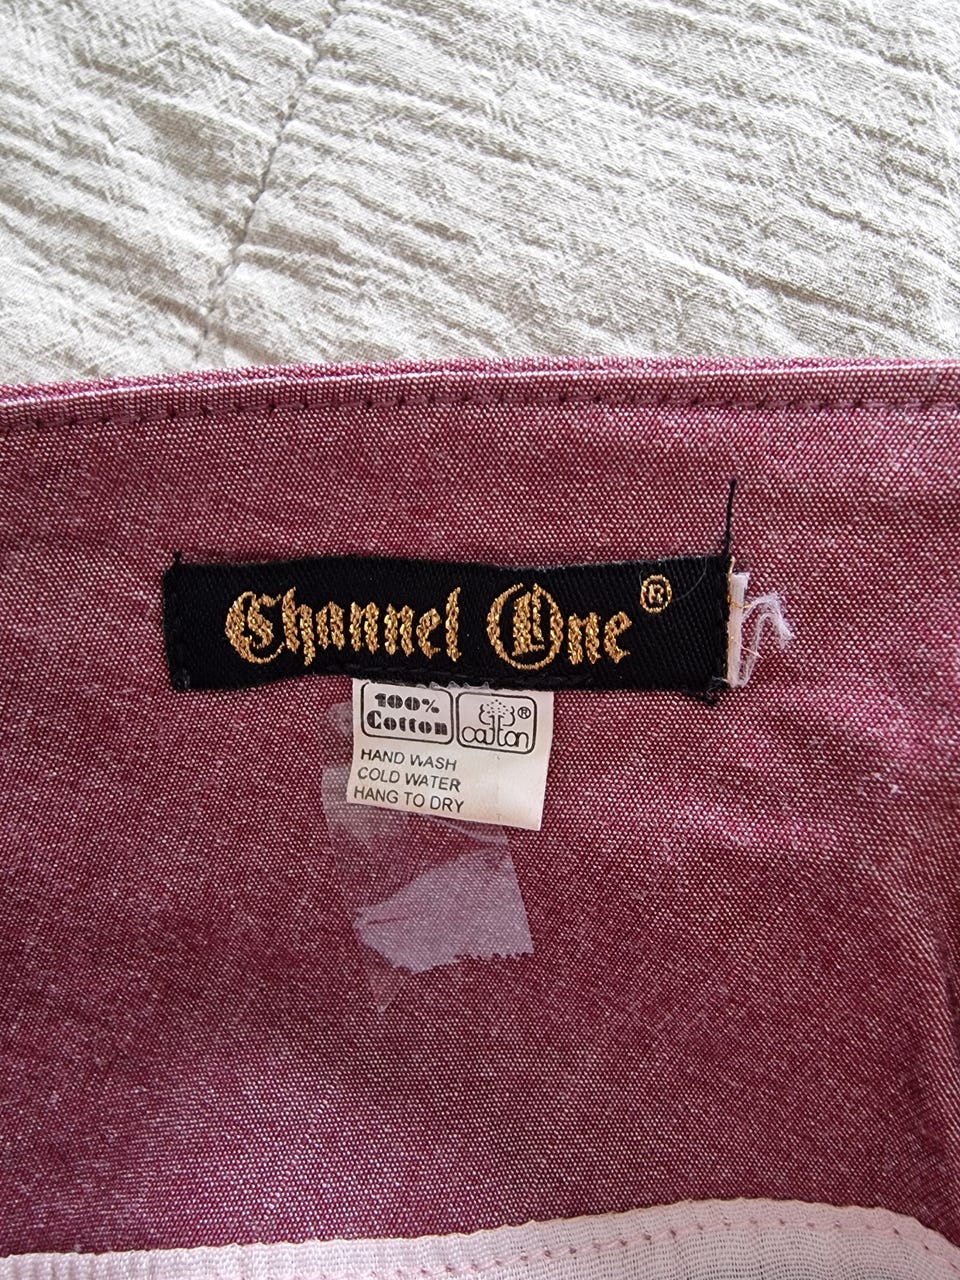 Channel One ®
100%
Cotton
®
cotton
HAND WASH
COLD WATER
HANG TO DRY